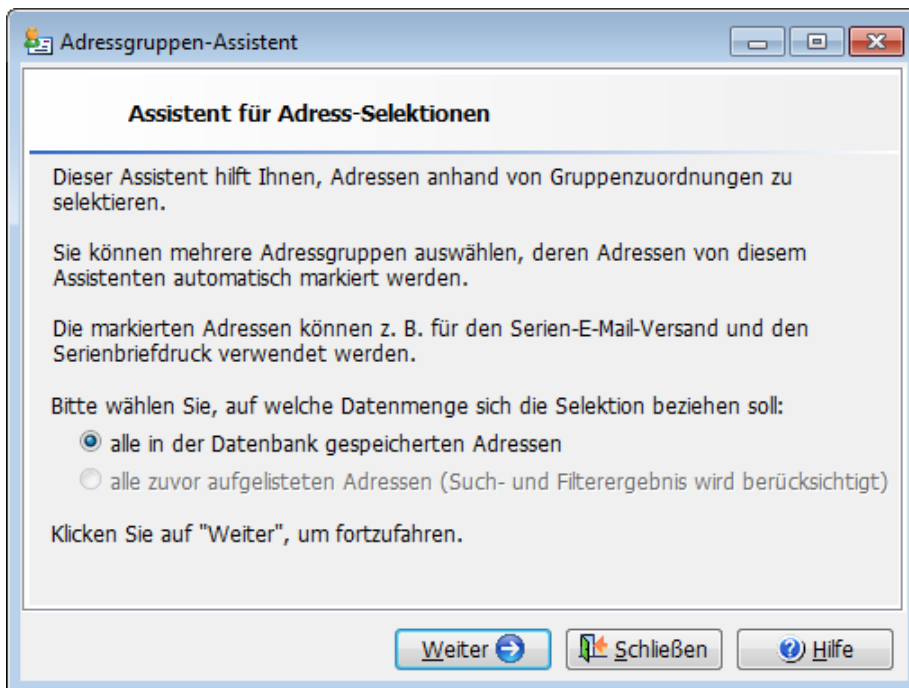 Adressgruppen-Assistent
Assistent für Adress-Selektionen
Dieser Assistent hilft Ihnen, Adressen anhand von Gruppenzuordnungen zu
selektieren.
Sie können mehrere Adressgruppen auswählen, deren Adressen von diesem
Assistenten automatisch markiert werden.
Die markierten Adressen können z. B. für den Serien-E-Mail-Versand und den
Serienbriefdruck verwendet werden.
Bitte wählen Sie, auf welche Datenmenge sich die Selektion beziehen soll:
alle in der Datenbank gespeicherten Adressen
alle zuvor aufgelisteten Adressen (Such- und Filterergebnis wird berücksichtigt)
Klicken Sie auf "Weiter", um fortzufahren.
Weiter Schließen Hilfe